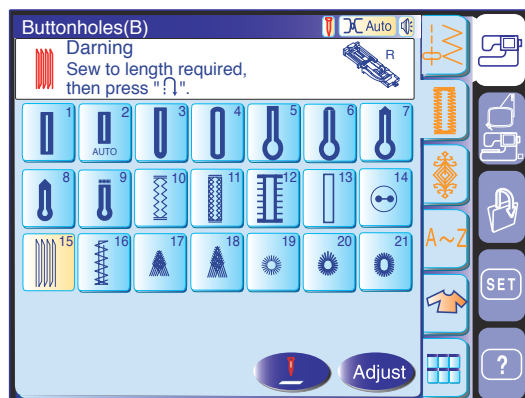 Buttonholes(B)
Auto
Darning
R
Sew to length required,
then press "⋂".
1 2 3 4 5 6 7
AUTO
8 9 10 11 12 13 14
15 16 17 18 19 20 21
A~Z
SET
?
Adjust